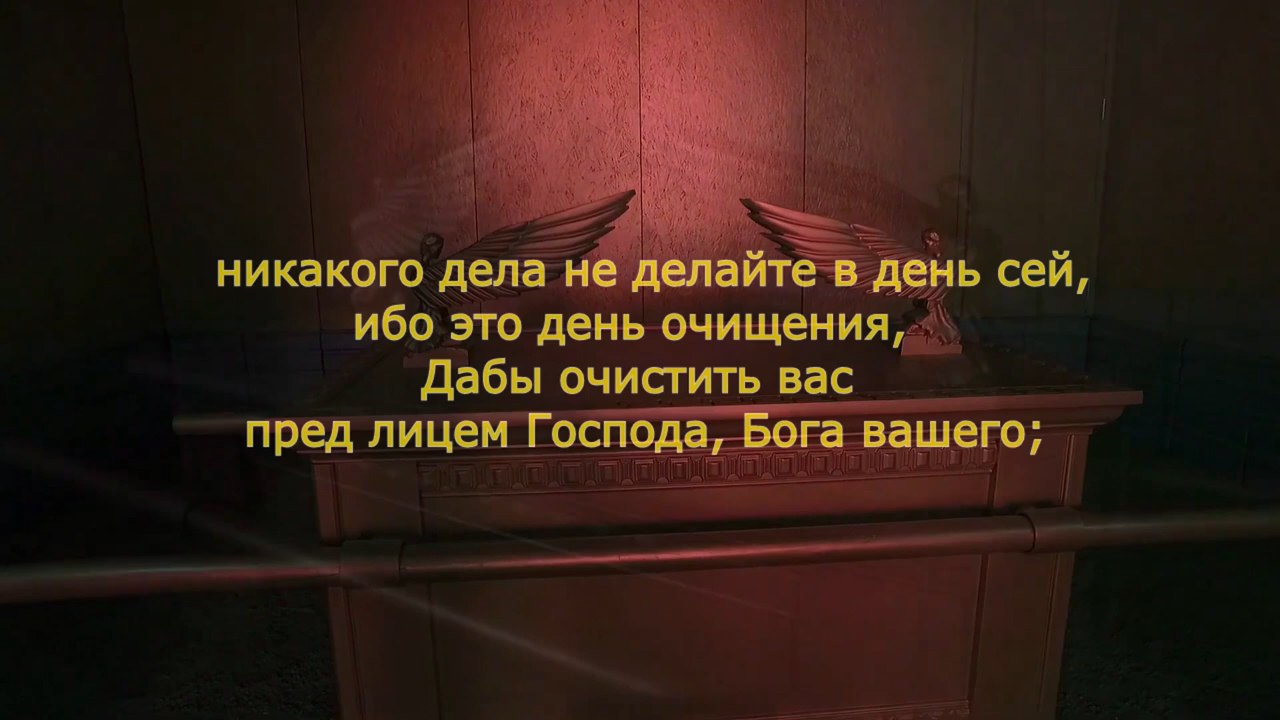 никакого дела не делайте в день сей,
ибо это день очищения,
Дабы очистить вас
пред лицем Господа, Бога вашего;